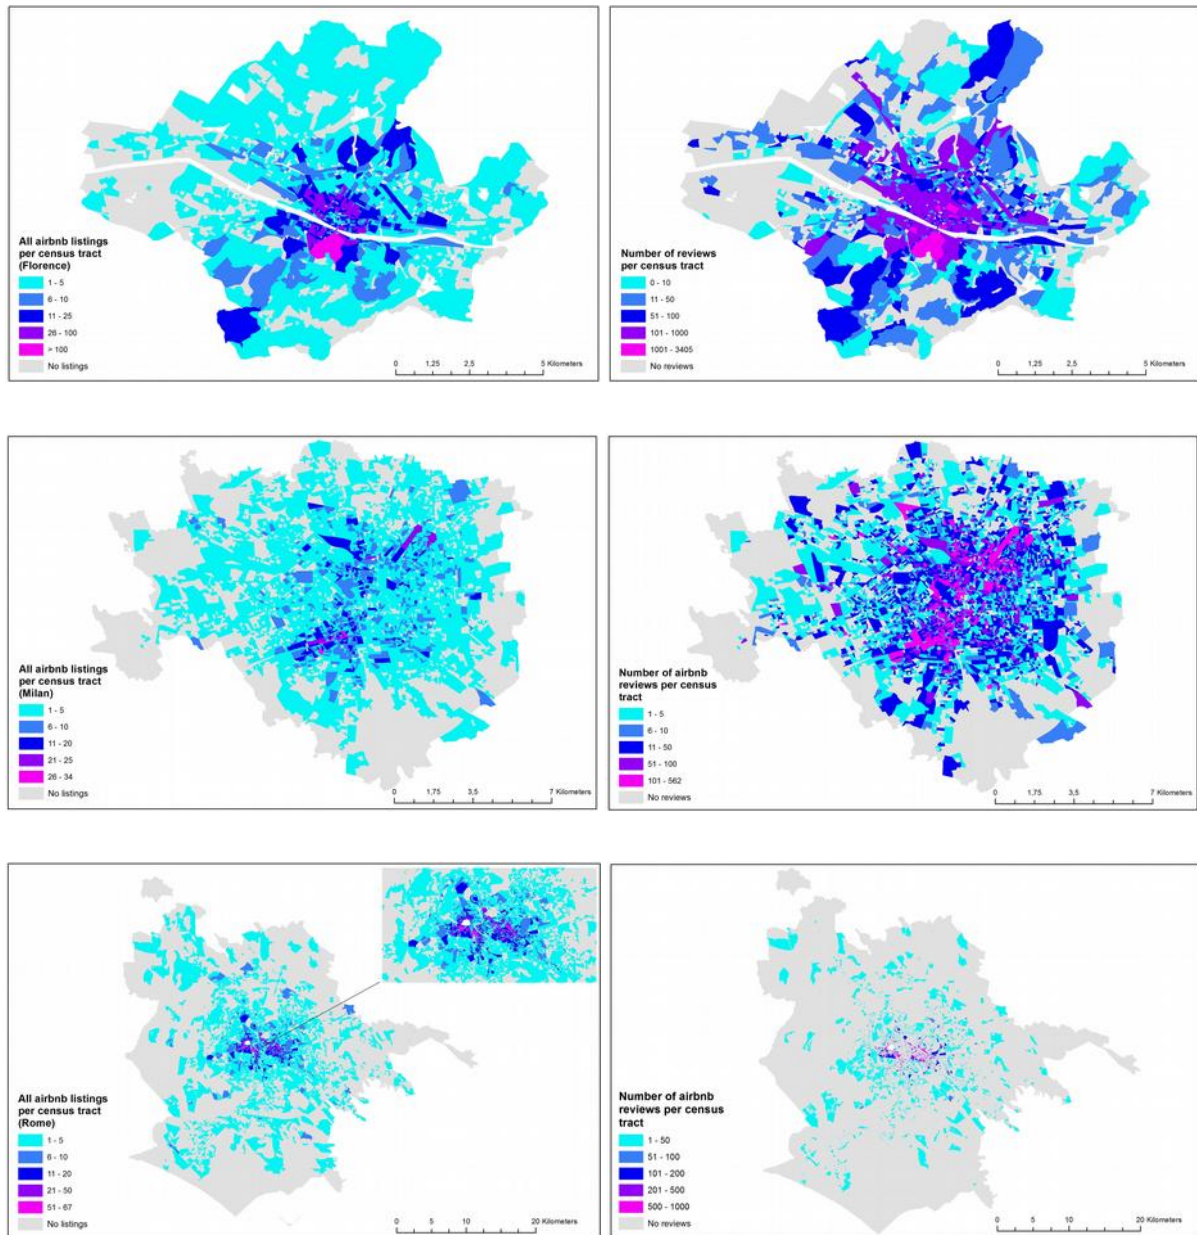 All airbnb listings
per census tract
(Florence)
1 - 5
6 - 10
11 - 25
26 - 100
> 100
No listings
0 1,25 2,5 5 Kilometers
Number of reviews
per census tract
0 - 10
11 - 50
51 - 100
101 - 1000
1001 - 3405
No reviews
0 1,25 2,5 5 Kilometers
All airbnb listings
per census tract
(Milan)
1 - 5
6 - 10
11 - 20
21 - 25
26 - 34
No listings
0 1,75 3,5 7 Kilometers
Number of airbnb
reviews per census
tract
1 - 5
6 - 10
11 - 50
51 - 100
101 - 562
No reviews
0 1,75 3,5 7 Kilometers
All airbnb listings
per census tract
(Rome)
1 - 5
6 - 10
11 - 20
21 - 50
51 - 67
No listings
0 5 10 20 Kilometers
Number of airbnb
reviews per census
tract
1 - 50
51 - 100
101 - 200
201 - 500
500 - 1000
No reviews
0 5 10 20 Kilometers